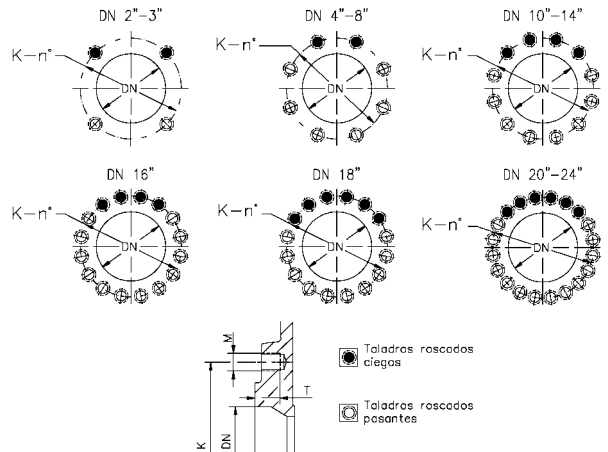 DN 2"-3"
DN 4"-8"
DN 10"-14"
K-n°
K-n°
K-n°
DN
DN
DN
DN 16"
DN 18"
DN 20"-24"
K-n°
K-n°
K-n°
DN
DN
DN
M
T
K
DN
Taladros roscados
ciegos
Taladros roscados
pasantes